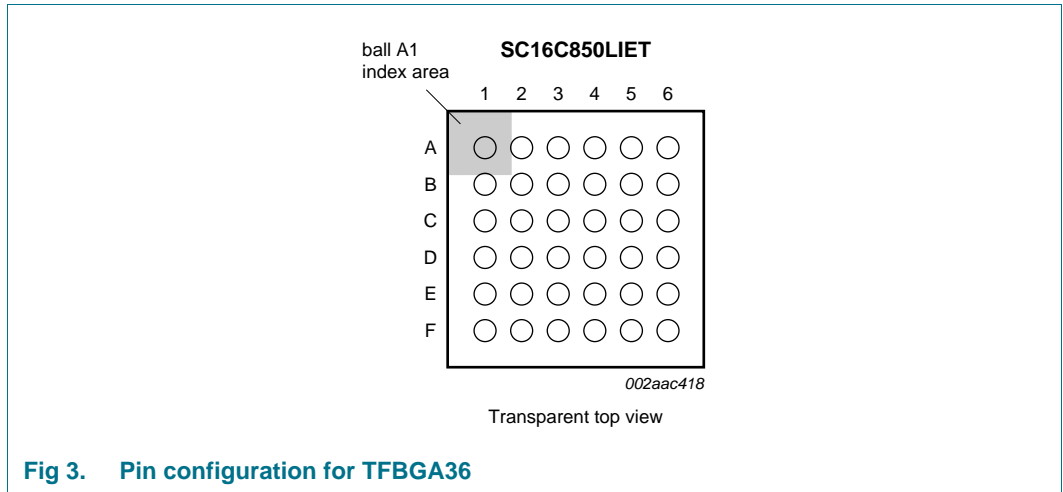 SC16C850LIET
ball A1
index area
1 2 3 4 5 6
A
B
C
D
E
F
002aac418
Transparent top view
Fig 3. Pin configuration for TFBGA36